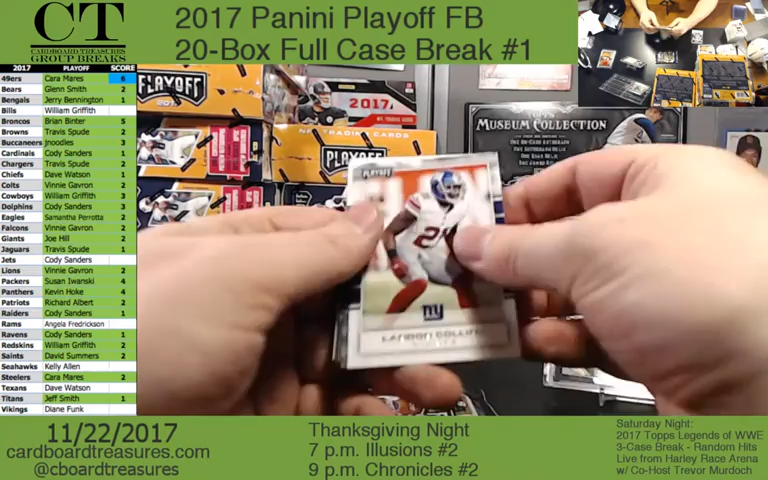 CT
CARDBOARD TREASURES
GROUP BREAKS
2017 Panini Playoff FB
20-Box Full Case Break #1
2017 PLAYOFF SCORE
49ers Cara Mares 6
Bears Glenn Smith 2
Bengals Jerry Bennington 1
Bills William Griffith
Broncos Brian Binter 5
Browns Travis Spude 2
Buccaneers Jnoodles 3
Cardinals Cody Sanders 1
Chargers Travis Spude 2
Chiefs Dave Watson 1
Colts Vinnie Gavron 2
Cowboys William Griffith 3
Dolphins Cody Sanders 3
Eagles Samantha Perrotta 2
Falcons Vinnie Gavron 2
Giants Joe Hill 2
Jaguars Travis Spude 1
Jets Cody Sanders
Lions Vinnie Gavron 2
Packers Susan Iwanski 4
Panthers Kevin Hoke 4
Patriots Richard Albert 2
Raiders Cody Sanders 1
Rams Angela Fredrickson
Ravens Cody Sanders 1
Redskins William Griffith 2
Saints David Summers 2
Seahawks Kelly Allen
Steelers Cara Mares 2
Texans Dave Watson
Titans Jeff Smith 1
Vikings Diane Funk
PLAYOFF
2017
PLAYOFF
MUSEUM COLLECTION
PLAYOFF
21
NY
LANDON COLLINS
11/22/2017
cardboardtreasures.com
@cboardtreasures
Thanksgiving Night
7 p.m. Illusions #2
9 p.m. Chronicles #2
Saturday Night:
2017 Topps Legends of WWE
3-Case Break - Random Hits
Live from Harley Race Arena
w/ Co-Host Trevor Murdoch